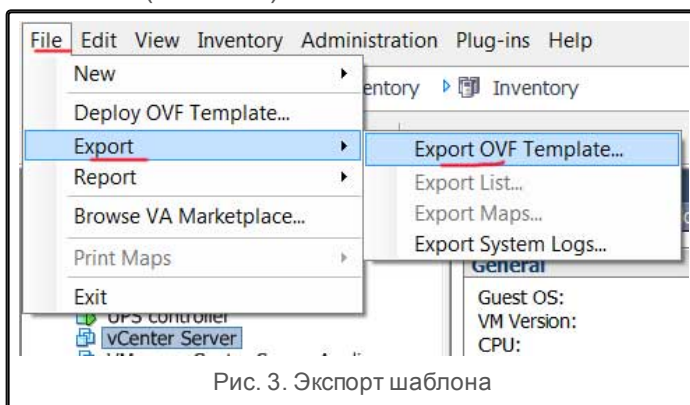 File Edit View Inventory Administration Plug-ins Help
New
entory Inventory
Deploy OVF Template...
Export
Export OVF Template...
Report
Export List...
Browse VA Marketplace...
Export Maps...
Print Maps
Export System Logs...
General
Exit
Guest OS:
UPS controller
VM Version:
vCenter Server
CPU:
Рис. 3. Экспорт шаблона